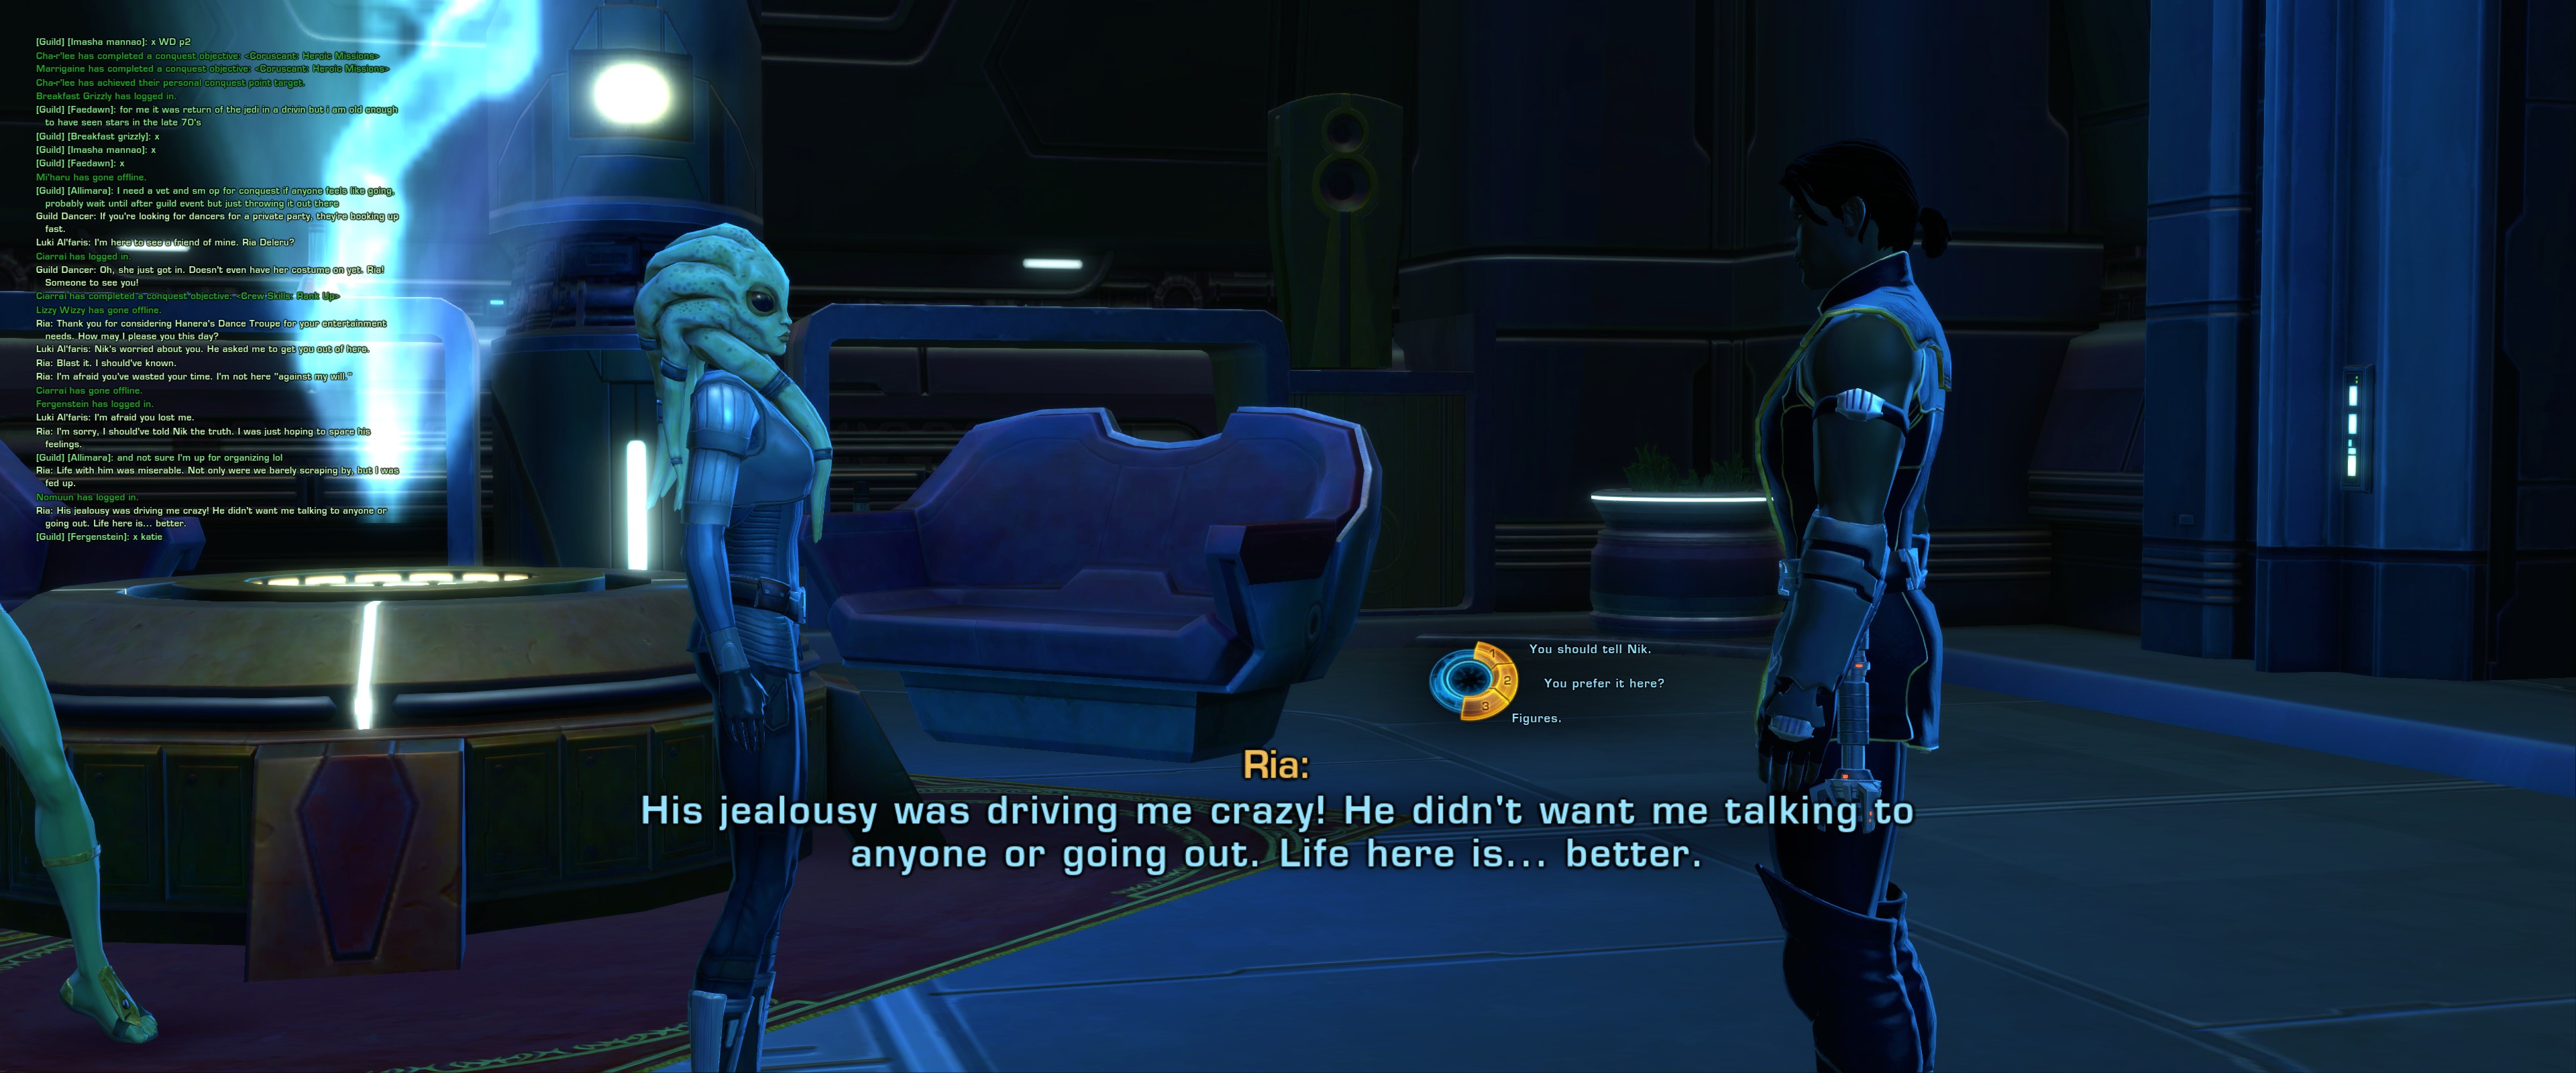 [Guild] [Imasha mannao]: x WD p2
Cha-r'lee has completed a conquest objective: <Coruscant: Heroic Missions>
Marrigaine has completed a conquest objective: <Coruscant: Heroic Missions>
Cha-r'lee has achieved their personal conquest point target.
Breakfast Grizzly has logged in.
[Guild] [Faedawn]: for me it was return of the jedi in a drivin but i am old enough
to have seen stars in the late 70's
[Guild] [Breakfast grizzly]: x
[Guild] [Imasha mannao]: x
[Guild] [Faedawn]: x
Mi'haru has gone offline.
[Guild] [Allimara]: I need a vet and sm op for conquest if anyone feels like going,
probably wait until after guild event but just throwing it out there
Guild Dancer: If you're looking for dancers for a private party, they're booking up
fast.
Luki Al'faris: I'm here to see a friend of mine. Ria Deleru?
Ciarrai has logged in.
Guild Dancer: Oh, she just got in. Doesn't even have her costume on yet. Ria!
Someone to see you!
Ciarrai has completed a conquest objective: <Crew Skills: Rank Up>
Lizzy Wizzy has gone offline.
Ria: Thank you for considering Hanera's Dance Troupe for your entertainment
needs. How may I please you this day?
Luki Al'faris: Nik's worried about you. He asked me to get you out of here.
Ria: Blast it. I should've known.
Ria: I'm afraid you've wasted your time. I'm not here "against my will."
Ciarrai has gone offline.
Fergenstein has logged in.
Luki Al'faris: I'm afraid you lost me.
Ria: I'm sorry, I should've told Nik the truth. I was just hoping to spare his
feelings.
[Guild] [Allimara]: and not sure I'm up for organizing lol
Ria: Life with him was miserable. Not only were we barely scraping by, but I was
fed up.
Nomuun has logged in.
Ria: His jealousy was driving me crazy! He didn't want me talking to anyone or
going out. Life here is... better.
[Guild] [Fergenstein]: x katie
1 You should tell Nik.
2 You prefer it here?
3 Figures.
Ria:
His jealousy was driving me crazy! He didn't want me talking to
anyone or going out. Life here is... better.